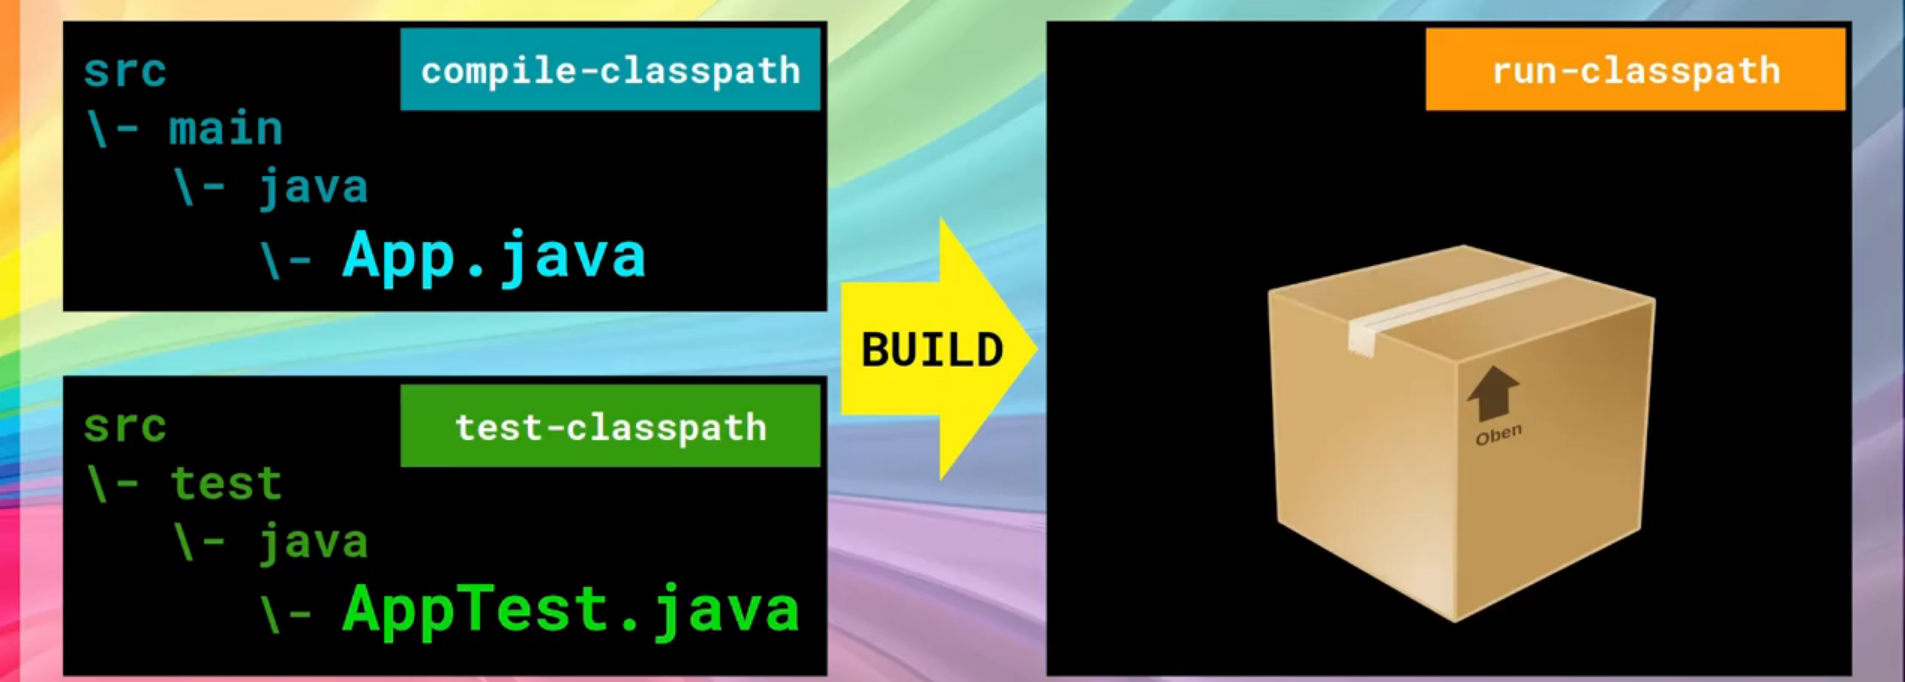 compile-classpath
src
\- main
\- java
\- App.java
test-classpath
src
\- test
\- java
\- AppTest.java
BUILD
run-classpath
Oben